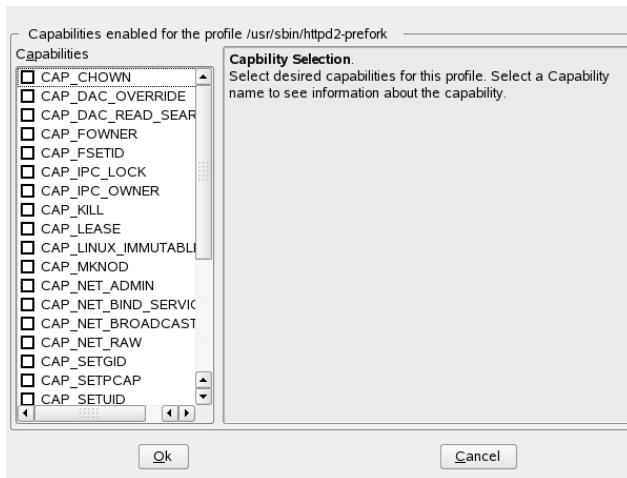 Capabilities enabled for the profile /usr/sbin/httpd2-prefork
Capabilities
CAP_CHOWN
CAP_DAC_OVERRIDE
CAP_DAC_READ_SEAR
CAP_FOWNER
CAP_FSETID
CAP_IPC_LOCK
CAP_IPC_OWNER
CAP_KILL
CAP_LEASE
CAP_LINUX_IMMUTABL
CAP_MKNOD
CAP_NET_ADMIN
CAP_NET_BIND_SERVIC
CAP_NET_BROADCAST
CAP_NET_RAW
CAP_SETGID
CAP_SETPCAP
CAP_SETUID
Capbility Selection.
Select desired capabilities for this profile. Select a Capability
name to see information about the capability.
Ok
Cancel